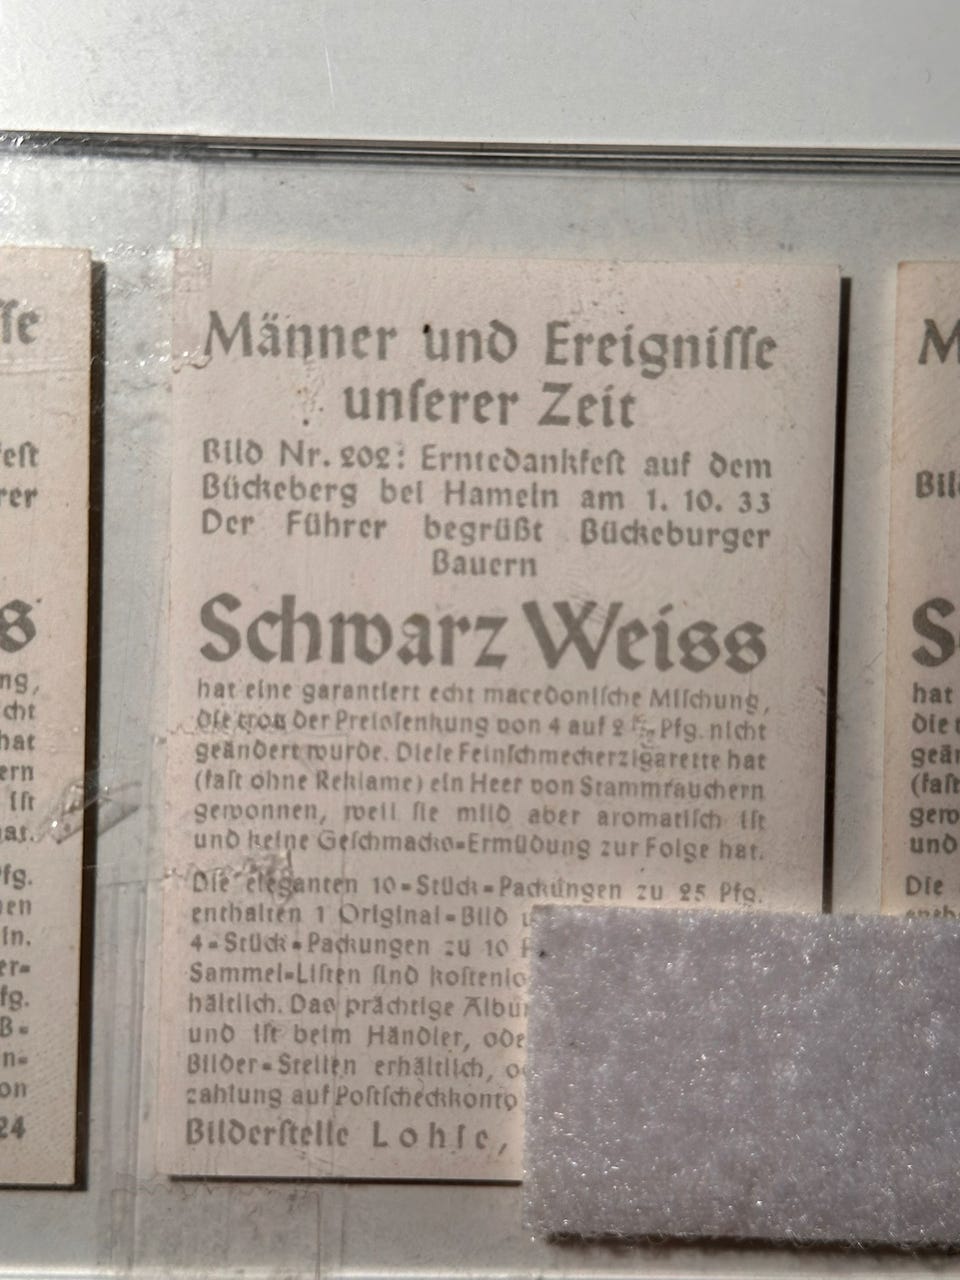 Männer und Ereignisse
unserer Zeit
Bild Nr. 202: Erntedankfest auf dem
Bückeberg bei Hameln am 1. 10. 33
Der Führer begrüßt Bückeburger
Bauern
Schwarz Weiss
hat eine garantiert echt macedonische Mischung,
die trotz der Preissenkung von 4 auf 2 ½ Pfg. nicht
geändert wurde. Diese Feinschmeckerzigarette hat
(fast ohne Reklame) ein Heer von Stammrauchern
gewonnen, weil sie mild aber aromatisch ist
und keine Geschmacks-Ermüdung zur Folge hat.
Die eleganten 10-Stück-Packungen zu 25 Pfg.
enthalten 1 Original-Bild
4-Stück-Packungen zu 10
Sammel-Listen sind
hältlich. Das prächtige
und ist beim Händler,
Bilder-Stellen erhältlich,
zahlung auf Postscheckkonto
Bilderstelle Lohse,